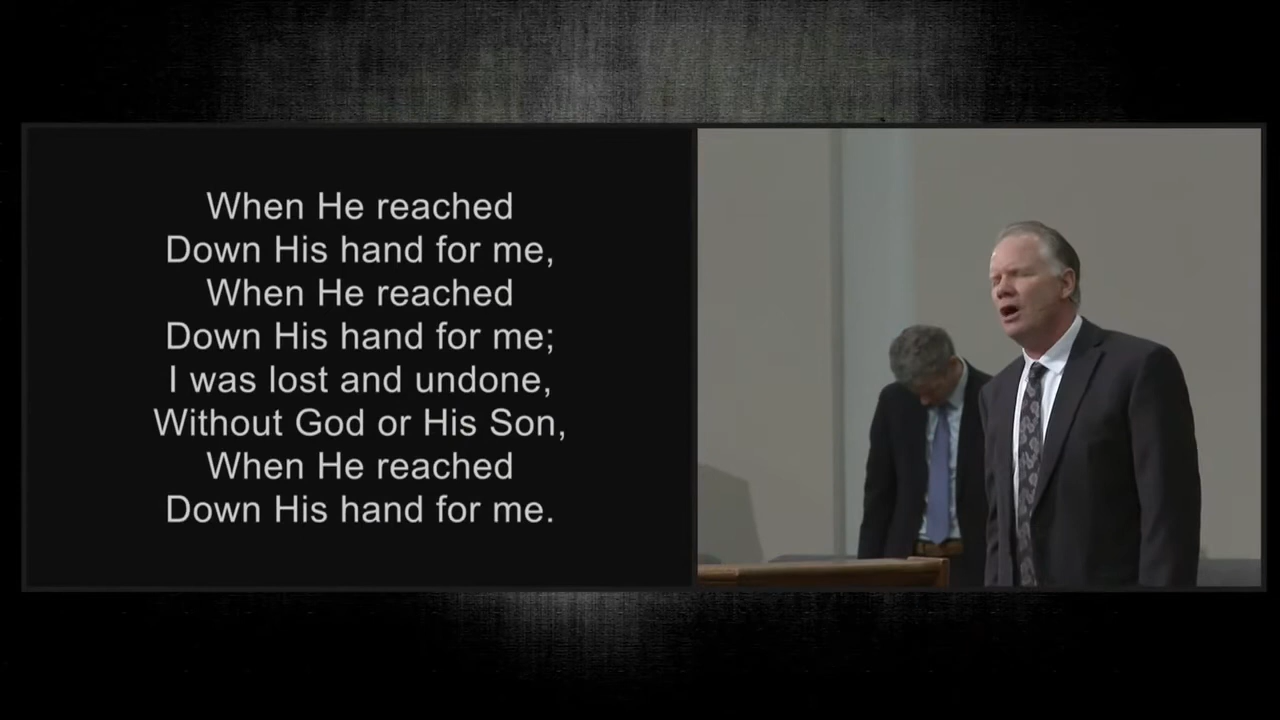 When He reached
Down His hand for me,
When He reached
Down His hand for me;
I was lost and undone,
Without God or His Son,
When He reached
Down His hand for me.